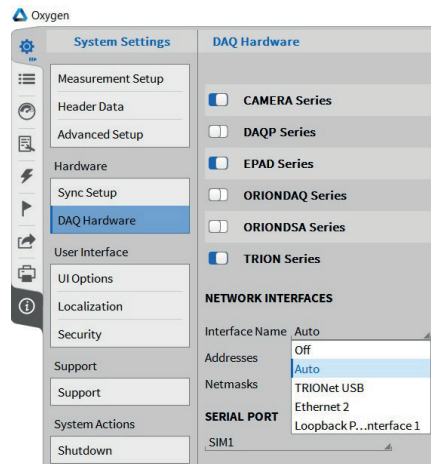 Oxygen
System Settings
Measurement Setup
Header Data
Advanced Setup
Hardware
Sync Setup
DAQ Hardware
User Interface
UI Options
Localization
Security
Support
Support
System Actions
Shutdown
DAQ Hardware
CAMERA Series
DAQP Series
EPAD Series
ORIONDAQ Series
ORIONDSA Series
TRION Series
NETWORK INTERFACES
Interface Name Auto
Off
Addresses
Auto
Netmasks
TRIONet USB
Ethernet 2
Loopback P...nterface 1
SERIAL PORT
SIM1